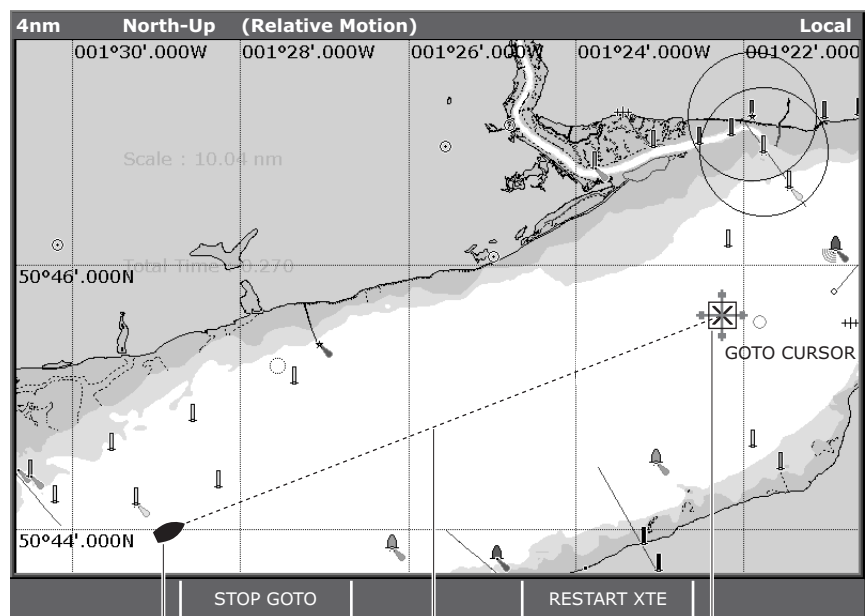 4nm North-Up (Relative Motion) Local
001°30'.000W 001°28'.000W 001°26'.000W 001°24'.000W 001°22'.000
Scale : 10.04 nm
50°46'.000N
Total Time : 0.270
GOTO CURSOR
50°44'.000N
STOP GOTO RESTART XTE